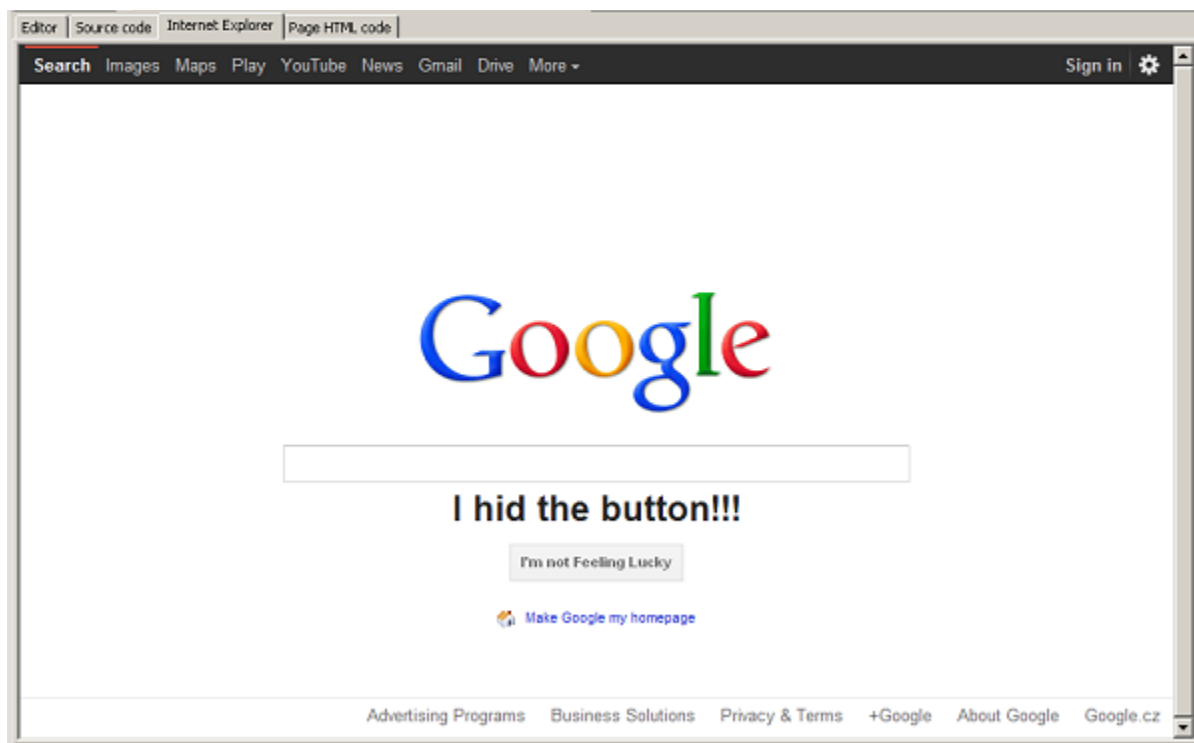 Editor Source code Internet Explorer Page HTML code
Search Images Maps Play YouTube News Gmail Drive More Sign in
Google
I hid the button!!!
I'm not Feeling Lucky
Make Google my homepage
Advertising Programs Business Solutions Privacy & Terms +Google About Google Google.cz